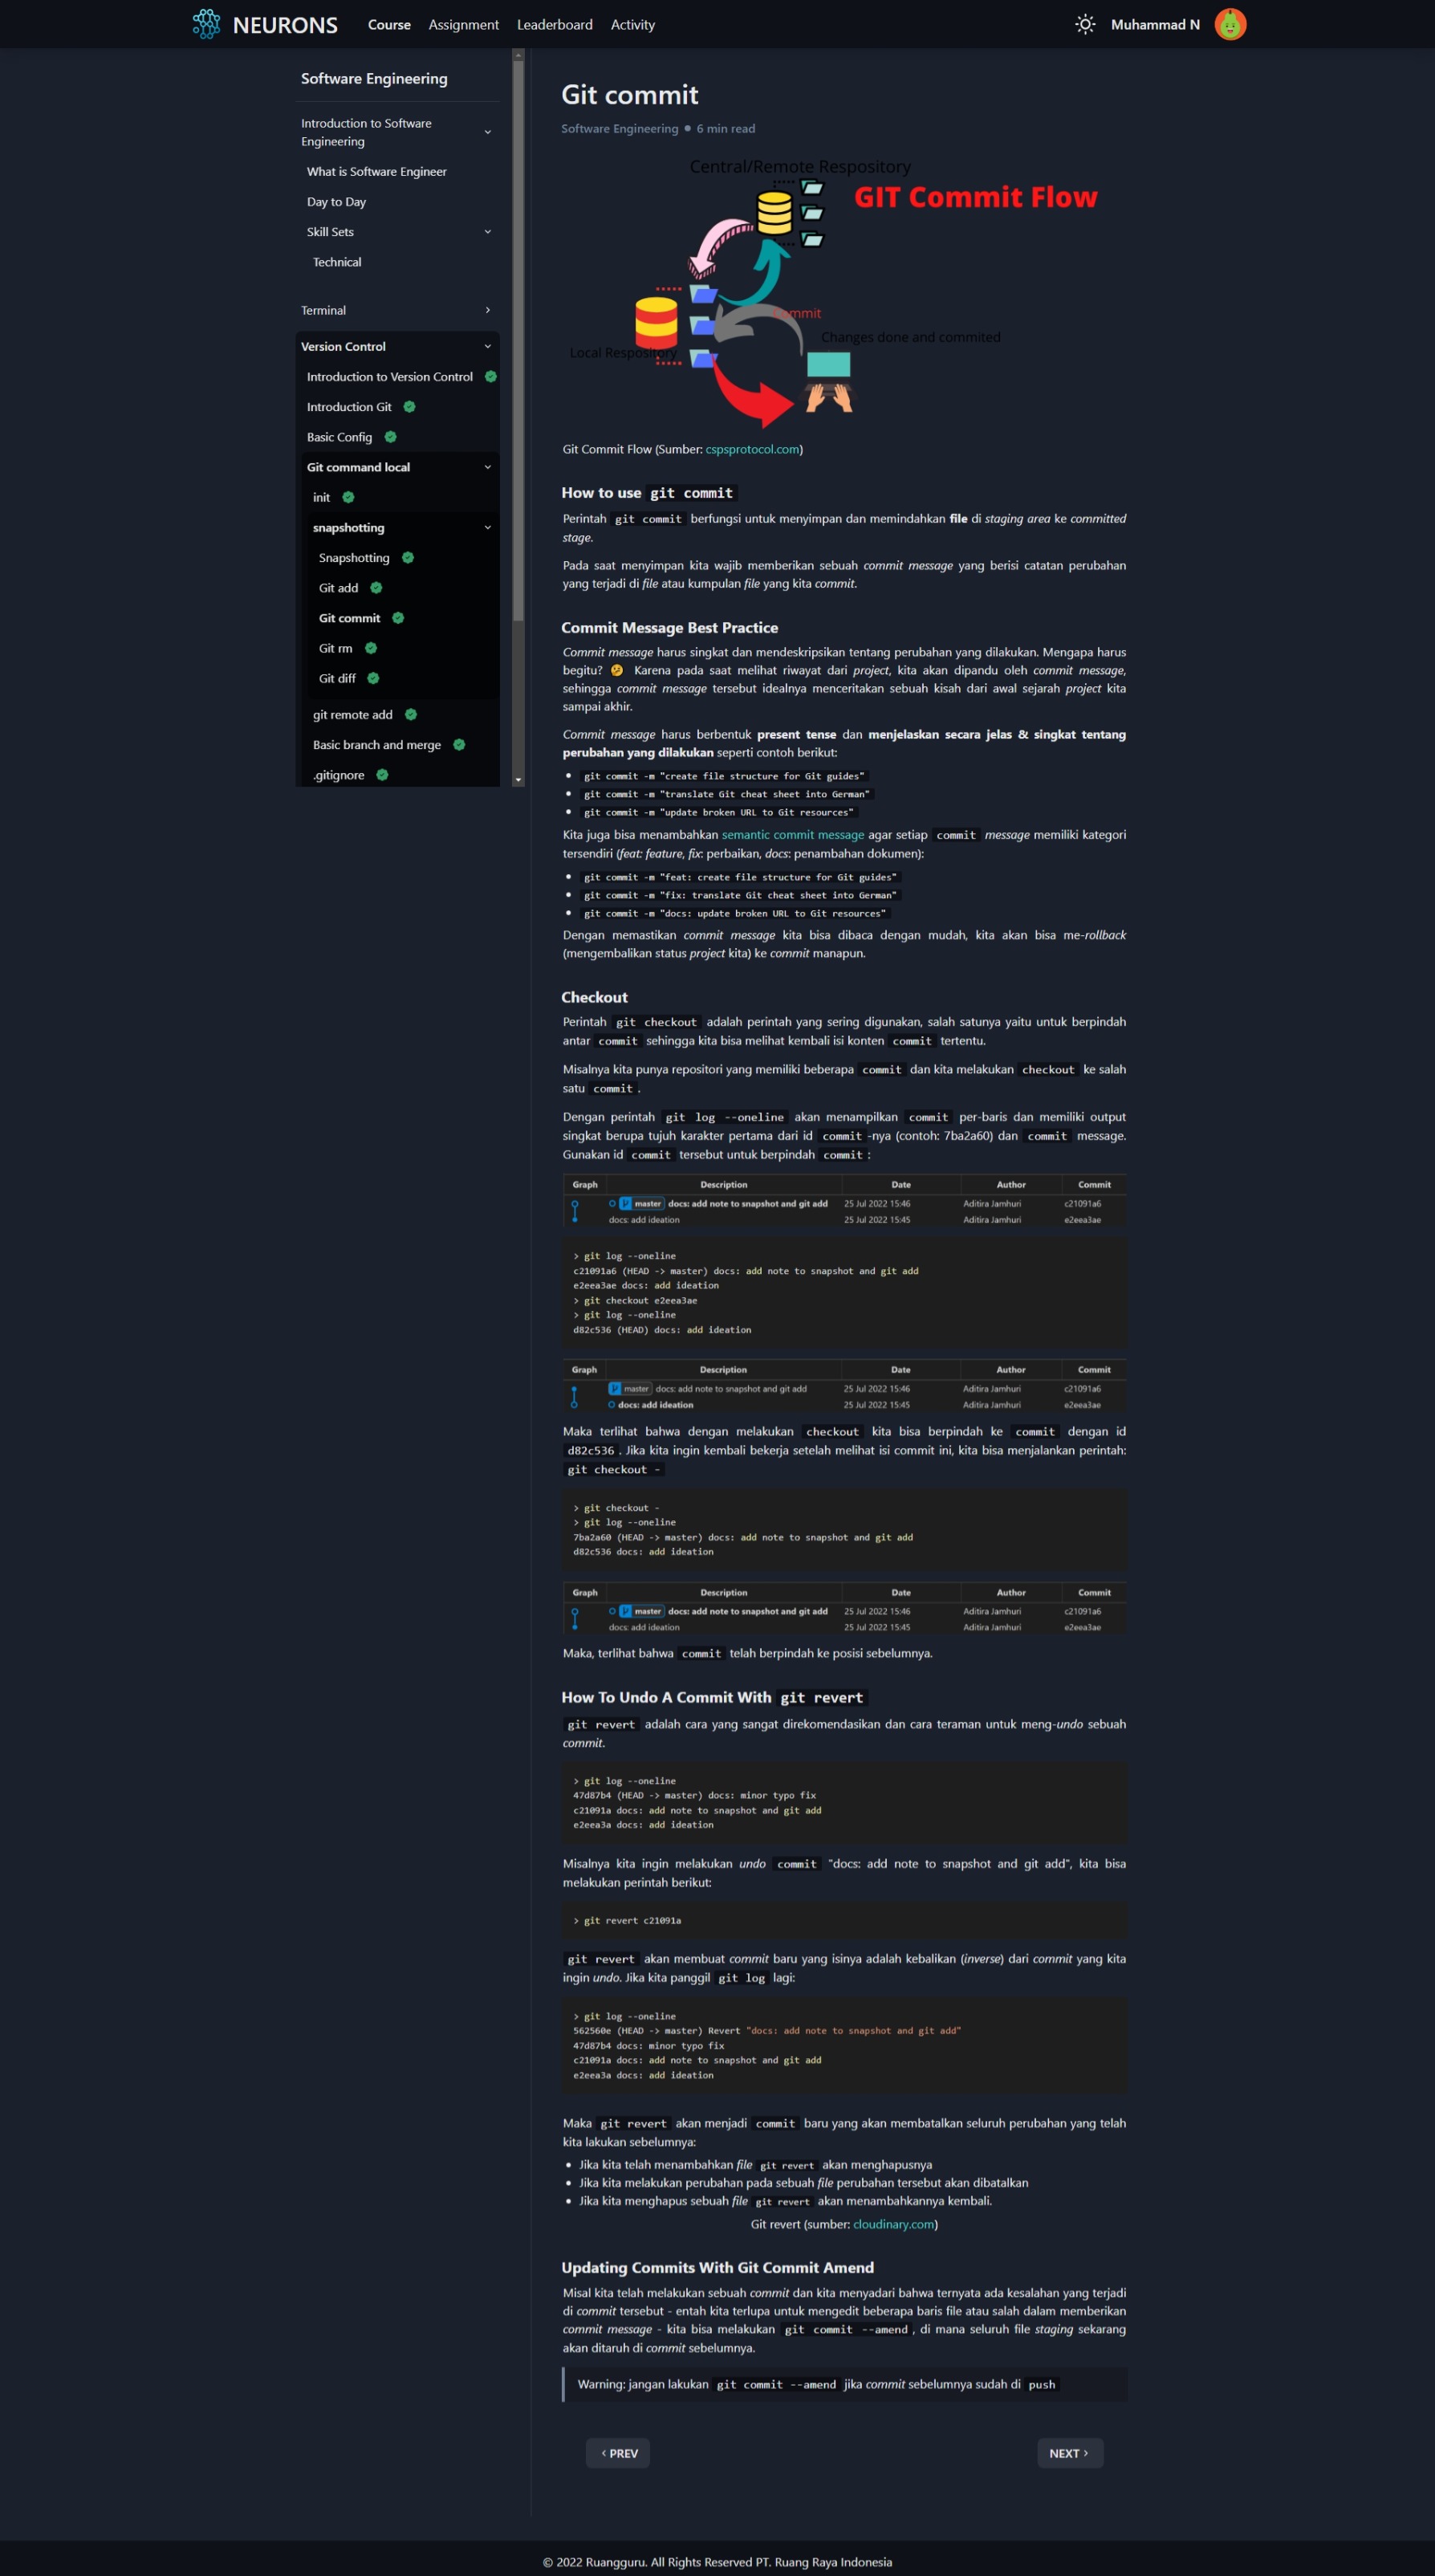 NEURONS
Course Assignment Leaderboard Activity
Muhammad N
Software Engineering
Introduction to Software
Engineering
What is Software Engineer
Day to Day
Skill Sets
Technical
Terminal
Version Control
Introduction to Version Control
Introduction Git
Basic Config
Git command local
init
snapshotting
Snapshotting
Git add
Git commit
Git rm
Git diff
git remote add
Basic branch and merge
.gitignore
Git commit
Software Engineering • 6 min read
Central/Remote Respository
GIT Commit Flow
Commit
Changes done and commited
Local Respository
Git Commit Flow (Sumber: cspsprotocol.com)
How to use git commit
Perintah git commit berfungsi untuk menyimpan dan memindahkan file di staging area ke committed
stage.
Pada saat menyimpan kita wajib memberikan sebuah commit message yang berisi catatan perubahan
yang terjadi di file atau kumpulan file yang kita commit.
Commit Message Best Practice
Commit message harus singkat dan mendeskripsikan tentang perubahan yang dilakukan. Mengapa harus
begitu? 🤔 Karena pada saat melihat riwayat dari project, kita akan dipandu oleh commit message,
sehingga commit message tersebut idealnya menceritakan sebuah kisah dari awal sejarah project kita
sampai akhir.
Commit message harus berbentuk present tense dan menjelaskan secara jelas & singkat tentang
perubahan yang dilakukan seperti contoh berikut:
• git commit -m "create file structure for Git guides"
• git commit -m "translate Git cheat sheet into German"
• git commit -m "update broken URL to Git resources"
Kita juga bisa menambahkan semantic commit message agar setiap commit message memiliki kategori
tersendiri (feat: feature, fix: perbaikan, docs: penambahan dokumen):
• git commit -m "feat: create file structure for Git guides"
• git commit -m "fix: translate Git cheat sheet into German"
• git commit -m "docs: update broken URL to Git resources"
Dengan memastikan commit message kita bisa dibaca dengan mudah, kita akan bisa me-rollback
(mengembalikan status project kita) ke commit manapun.
Checkout
Perintah git checkout adalah perintah yang sering digunakan, salah satunya yaitu untuk berpindah
antar commit sehingga kita bisa melihat kembali isi konten commit tertentu.
Misalnya kita punya repositori yang memiliki beberapa commit dan kita melakukan checkout ke salah
satu commit .
Dengan perintah git log --oneline akan menampilkan commit per-baris dan memiliki output
singkat berupa tujuh karakter pertama dari id commit -nya (contoh: 7ba2a60) dan commit message.
Gunakan id commit tersebut untuk berpindah commit :
Graph Description Date Author Commit
master docs: add note to snapshot and git add 25 Jul 2022 15:46 Aditira Jamhuri c21091a6
docs: add ideation 25 Jul 2022 15:45 Aditira Jamhuri e2eea3ae
> git log --oneline
c21091a6 (HEAD -> master) docs: add note to snapshot and git add
e2eea3ae docs: add ideation
> git checkout e2eea3ae
> git log --oneline
d82c536 (HEAD) docs: add ideation
Graph Description Date Author Commit
master docs: add note to snapshot and git add 25 Jul 2022 15:46 Aditira Jamhuri c21091a6
docs: add ideation 25 Jul 2022 15:45 Aditira Jamhuri e2eea3ae
Maka terlihat bahwa dengan melakukan checkout kita bisa berpindah ke commit dengan id
d82c536 . Jika kita ingin kembali bekerja setelah melihat isi commit ini, kita bisa menjalankan perintah:
git checkout -
> git checkout -
> git log --oneline
7ba2a60 (HEAD -> master) docs: add note to snapshot and git add
d82c536 docs: add ideation
Graph Description Date Author Commit
master docs: add note to snapshot and git add 25 Jul 2022 15:46 Aditira Jamhuri c21091a6
docs: add ideation 25 Jul 2022 15:45 Aditira Jamhuri e2eea3ae
Maka, terlihat bahwa commit telah berpindah ke posisi sebelumnya.
How To Undo A Commit With git revert
git revert adalah cara yang sangat direkomendasikan dan cara teraman untuk meng-undo sebuah
commit.
> git log --oneline
47d87b4 (HEAD -> master) docs: minor typo fix
c21091a docs: add note to snapshot and git add
e2eea3a docs: add ideation
Misalnya kita ingin melakukan undo commit "docs: add note to snapshot and git add", kita bisa
melakukan perintah berikut:
> git revert c21091a
git revert akan membuat commit baru yang isinya adalah kebalikan (inverse) dari commit yang kita
ingin undo. Jika kita panggil git log lagi:
> git log --oneline
562560e (HEAD -> master) Revert "docs: add note to snapshot and git add"
47d87b4 docs: minor typo fix
c21091a docs: add note to snapshot and git add
e2eea3a docs: add ideation
Maka git revert akan menjadi commit baru yang akan membatalkan seluruh perubahan yang telah
kita lakukan sebelumnya:
• Jika kita telah menambahkan file git revert akan menghapusnya
• Jika kita melakukan perubahan pada sebuah file perubahan tersebut akan dibatalkan
• Jika kita menghapus sebuah file git revert akan menambahkannya kembali.
Git revert (sumber: cloudinary.com)
Updating Commits With Git Commit Amend
Misal kita telah melakukan sebuah commit dan kita menyadari bahwa ternyata ada kesalahan yang terjadi
di commit tersebut - entah kita terlupa untuk mengedit beberapa baris file atau salah dalam memberikan
commit message - kita bisa melakukan git commit --amend , di mana seluruh file staging sekarang
akan ditaruh di commit sebelumnya.
Warning: jangan lakukan git commit --amend jika commit sebelumnya sudah di push
‹ PREV
NEXT ›
© 2022 Ruangguru. All Rights Reserved PT. Ruang Raya Indonesia